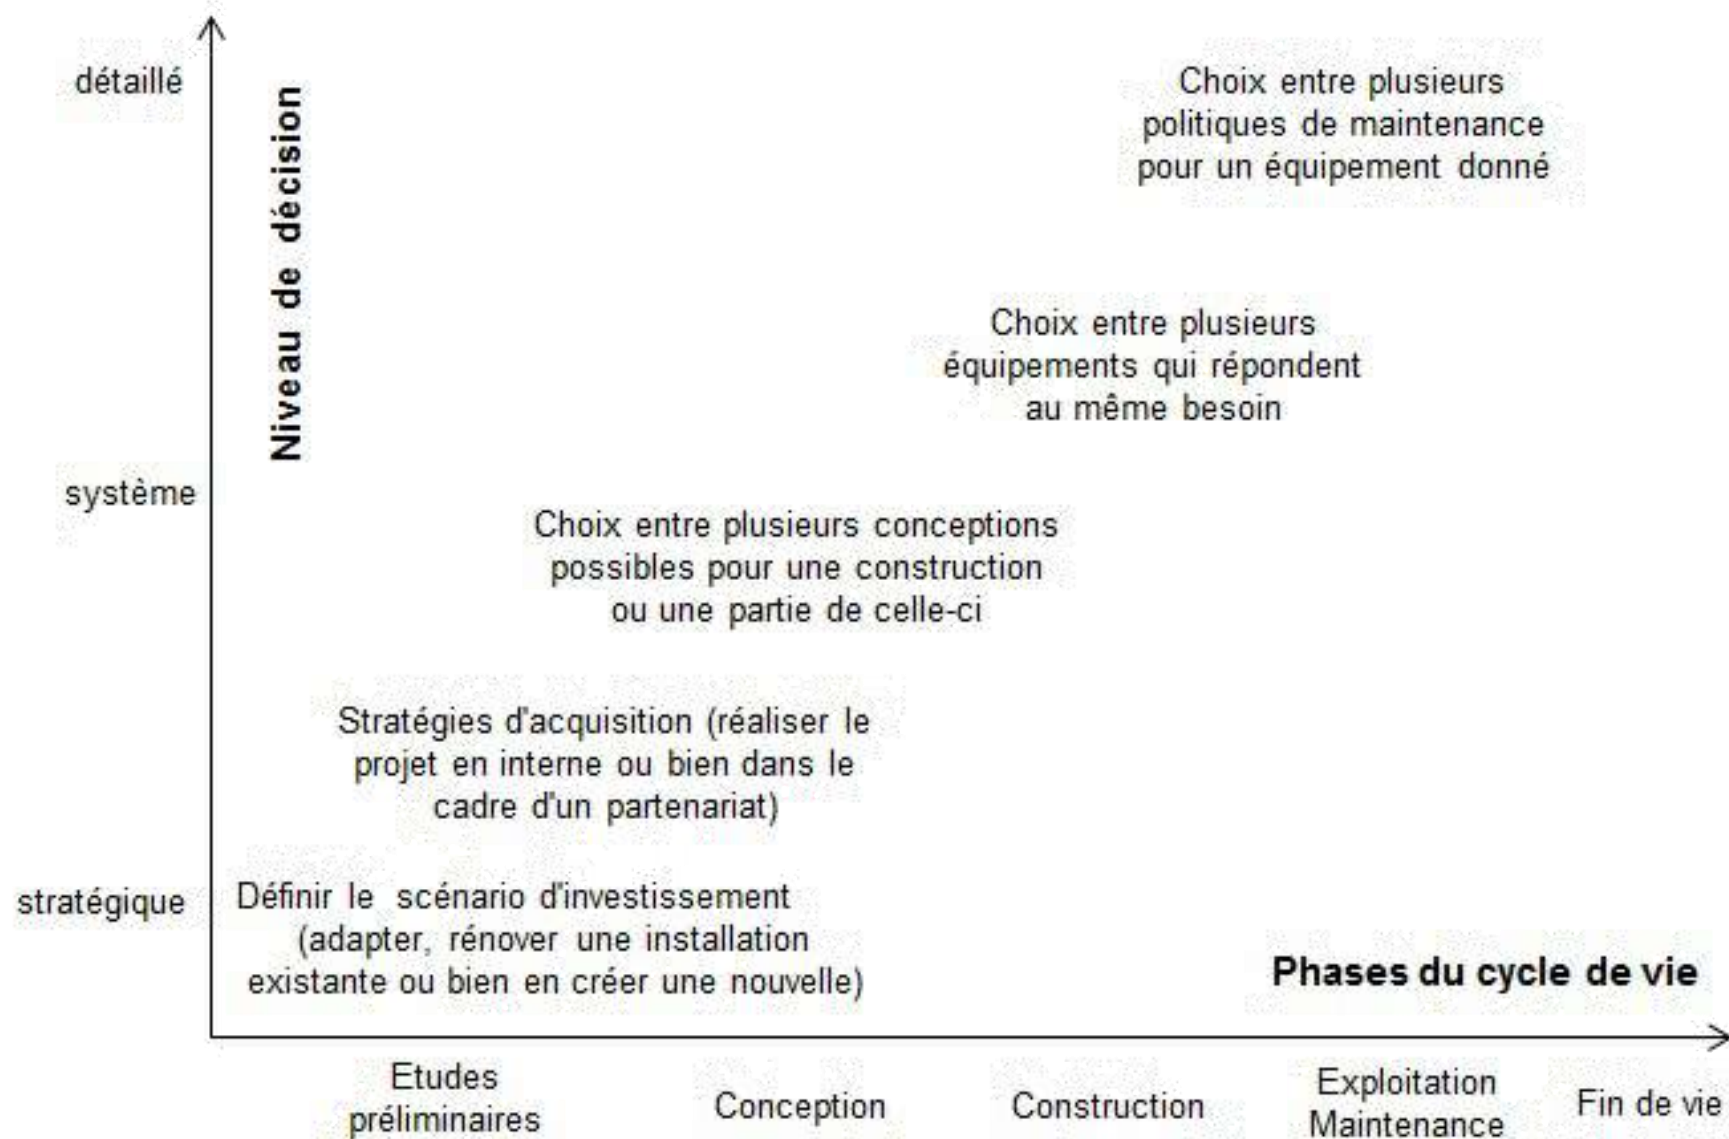 détaillé
Niveau de décision
Choix entre plusieurs
politiques de maintenance
pour un équipement donné
Choix entre plusieurs
équipements qui répondent
au même besoin
système
Choix entre plusieurs conceptions
possibles pour une construction
ou une partie de celle-ci
Stratégies d'acquisition (réaliser le
projet en interne ou bien dans le
cadre d'un partenariat)
stratégique
Définir le scénario d'investissement
(adapter, rénover une installation
existante ou bien en créer une nouvelle)
Phases du cycle de vie
Etudes
préliminaires
Conception
Construction
Exploitation
Maintenance
Fin de vie